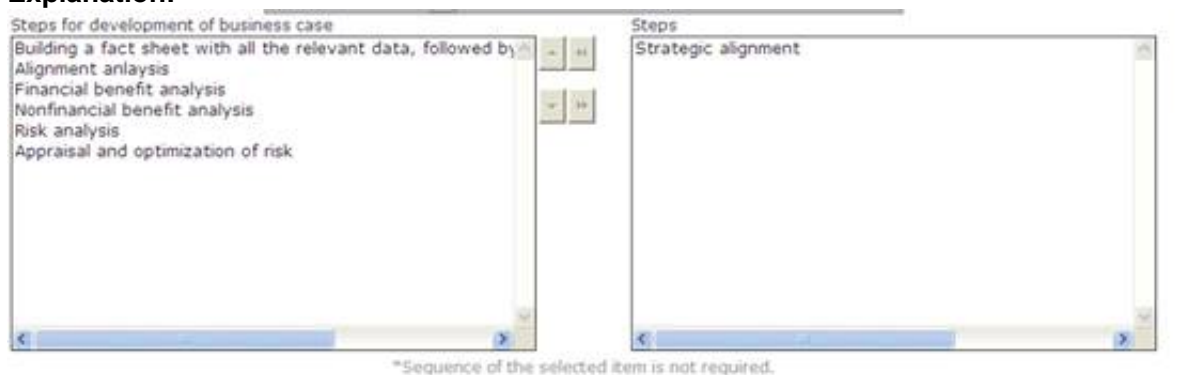 Steps for development of business case
Building a fact sheet with all the relevant data, followed by
Alignment anlaysis
Financial benefit analysis
Nonfinancial benefit analysis
Risk analysis
Appraisal and optimization of risk
Steps
Strategic alignment
*Sequence of the selected item is not required.